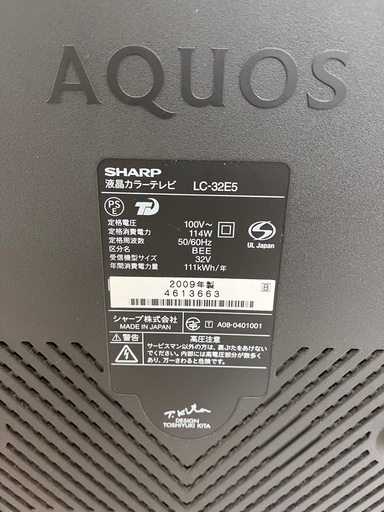 AQUOS
SHARP
液晶カラーテレビ LC-32E5
PS
E
定格電圧 100V~
定格消費電力 114W
定格周波数 50/60Hz
区分名 BEE
受信機型サイズ 32V
年間消費電力量 111kWh/年
UL Japan
2009年製 B
4613663
シャープ株式会社
MADE IN JAPAN
T A08-0401001
高圧注意
サービスマン以外の方は、裏ぶたをあけないで
ください。内部には高電圧部分が数多くあり、
万一さわると危険です。
T. Kita
DESIGN
TOSHIYUKI KITA